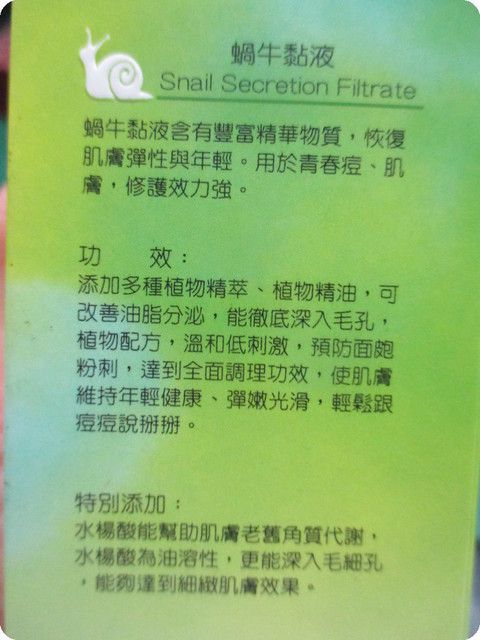 蝸牛黏液
Snail Secretion Filtrate
蝸牛黏液含有豐富精華物質，恢復
肌膚彈性與年輕。用於青春痘、肌
膚，修護效力強。
功　　效：
添加多種植物精萃、植物精油，可
改善油脂分泌，能徹底深入毛孔，
植物配方，溫和低刺激，預防面皰
粉刺，達到全面調理功效，使肌膚
維持年輕健康、彈嫩光滑，輕鬆跟
痘痘說掰掰。
特別添加：
水楊酸能幫助肌膚老舊角質代謝，
水楊酸為油溶性，更能深入毛細孔
，能夠達到細緻肌膚效果。